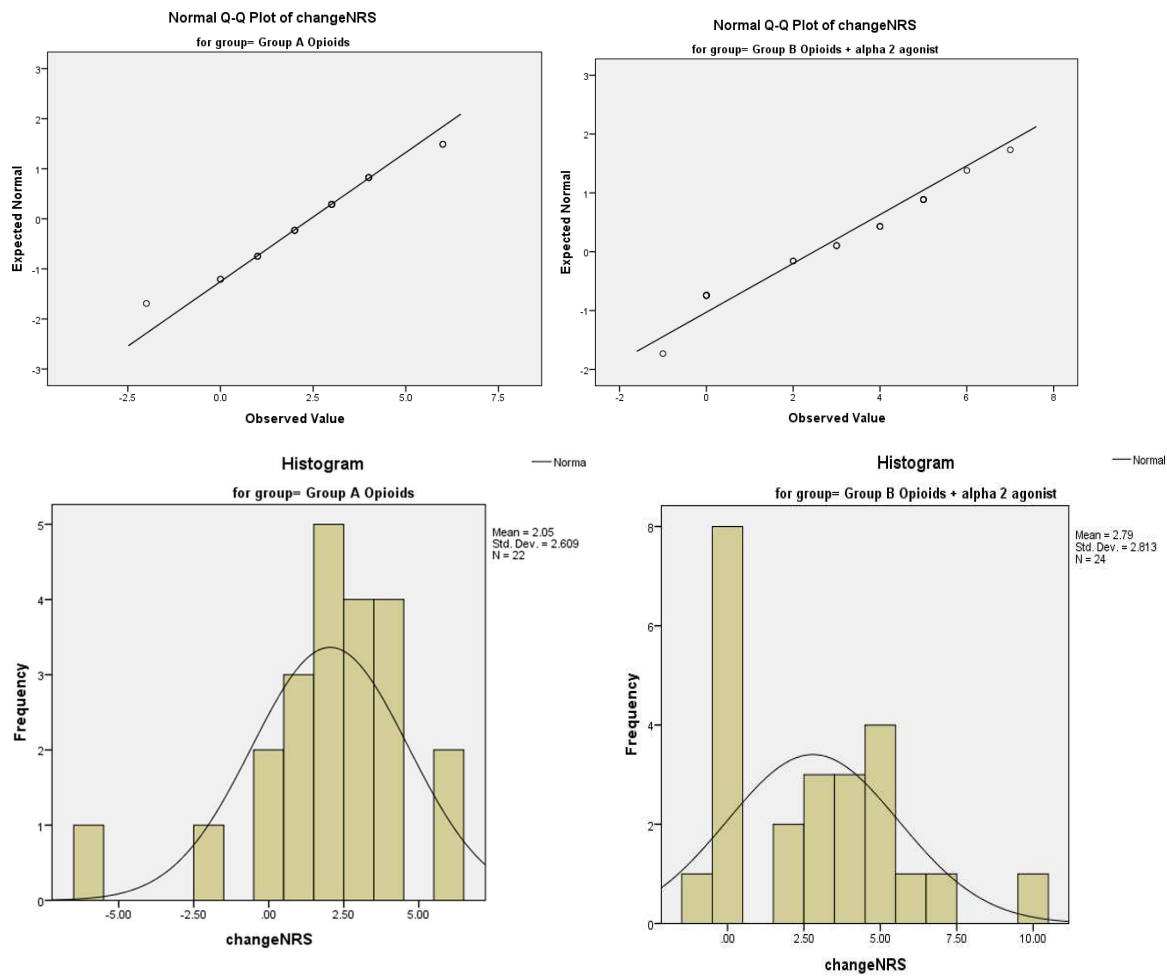 Normal Q-Q Plot of changeNRS
for group= Group A Opioids
3
2
1
0
-1
-2
-3
Expected Normal
-2.5
0.0
2.5
5.0
7.5
Observed Value
Normal Q-Q Plot of changeNRS
for group= Group B Opioids + alpha 2 agonist
3
2
1
0
-1
-2
Expected Normal
-2
0
2
4
6
8
Observed Value
Histogram
Norma
for group= Group A Opioids
Mean = 2.05
Std. Dev. = 2.609
N = 22
5
4
3
2
1
0
Frequency
-5.00
-2.50
.00
2.50
5.00
changeNRS
Histogram
Normal
for group= Group B Opioids + alpha 2 agonist
Mean = 2.79
Std. Dev. = 2.813
N = 24
8
6
4
2
0
Frequency
.00
2.50
5.00
7.50
10.00
changeNRS